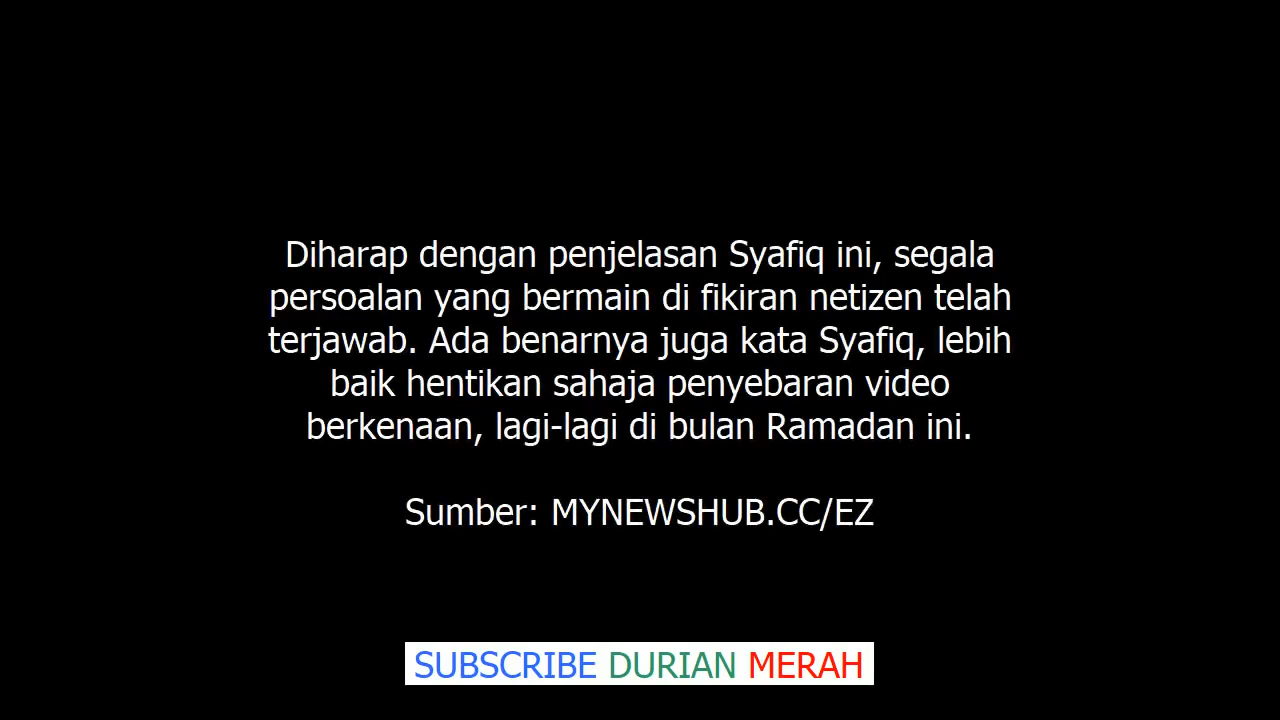 Diharap dengan penjelasan Syafiq ini, segala
persoalan yang bermain di fikiran netizen telah
terjawab. Ada benarnya juga kata Syafiq, lebih
baik hentikan sahaja penyebaran video
berkenaan, lagi-lagi di bulan Ramadan ini.
Sumber: MYNEWSHUB.CC/EZ
SUBSCRIBE DURIAN MERAH